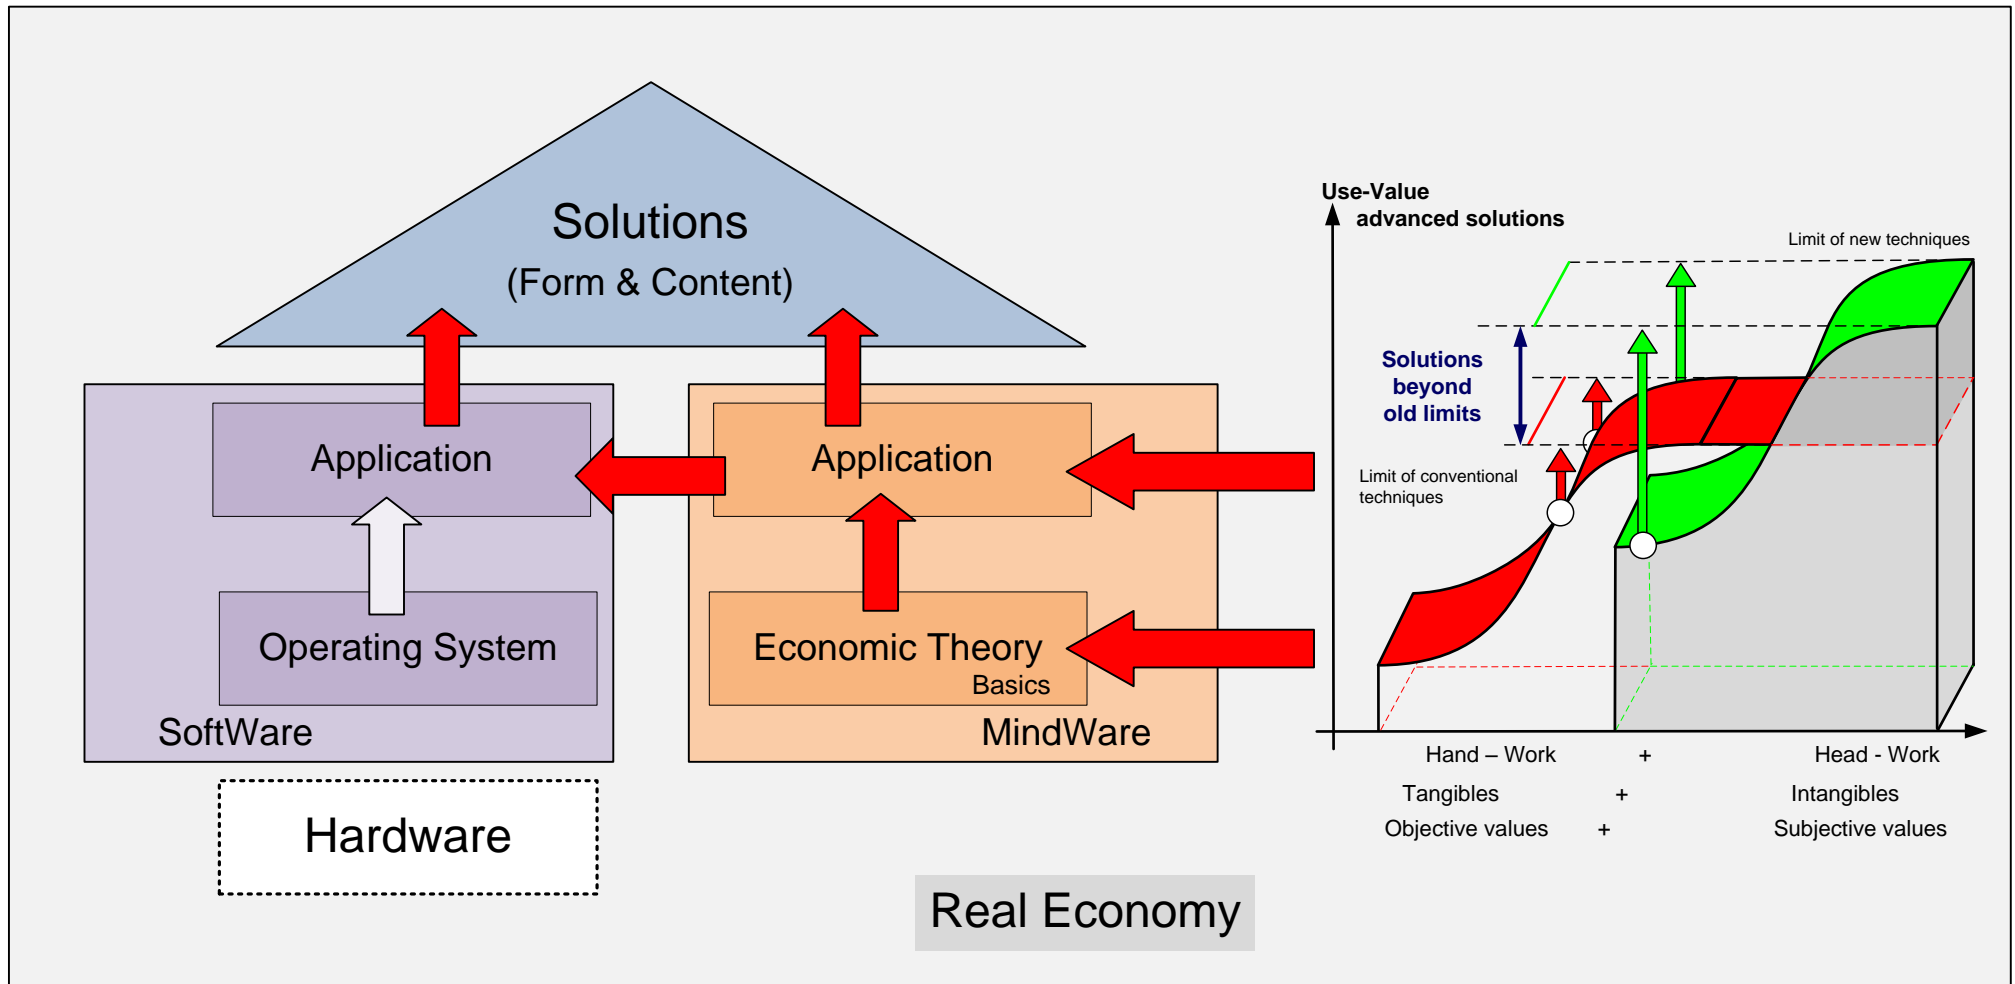 Solutions
(Form & Content)
Application
Operating System
SoftWare
Hardware
Application
Economic Theory
Basics
MindWare
Real Economy
Use-Value
advanced solutions
Limit of new techniques
Solutions
beyond
old limits
Limit of conventional
techniques
Hand – Work + Head - Work
Tangibles + Intangibles
Objective values + Subjective values